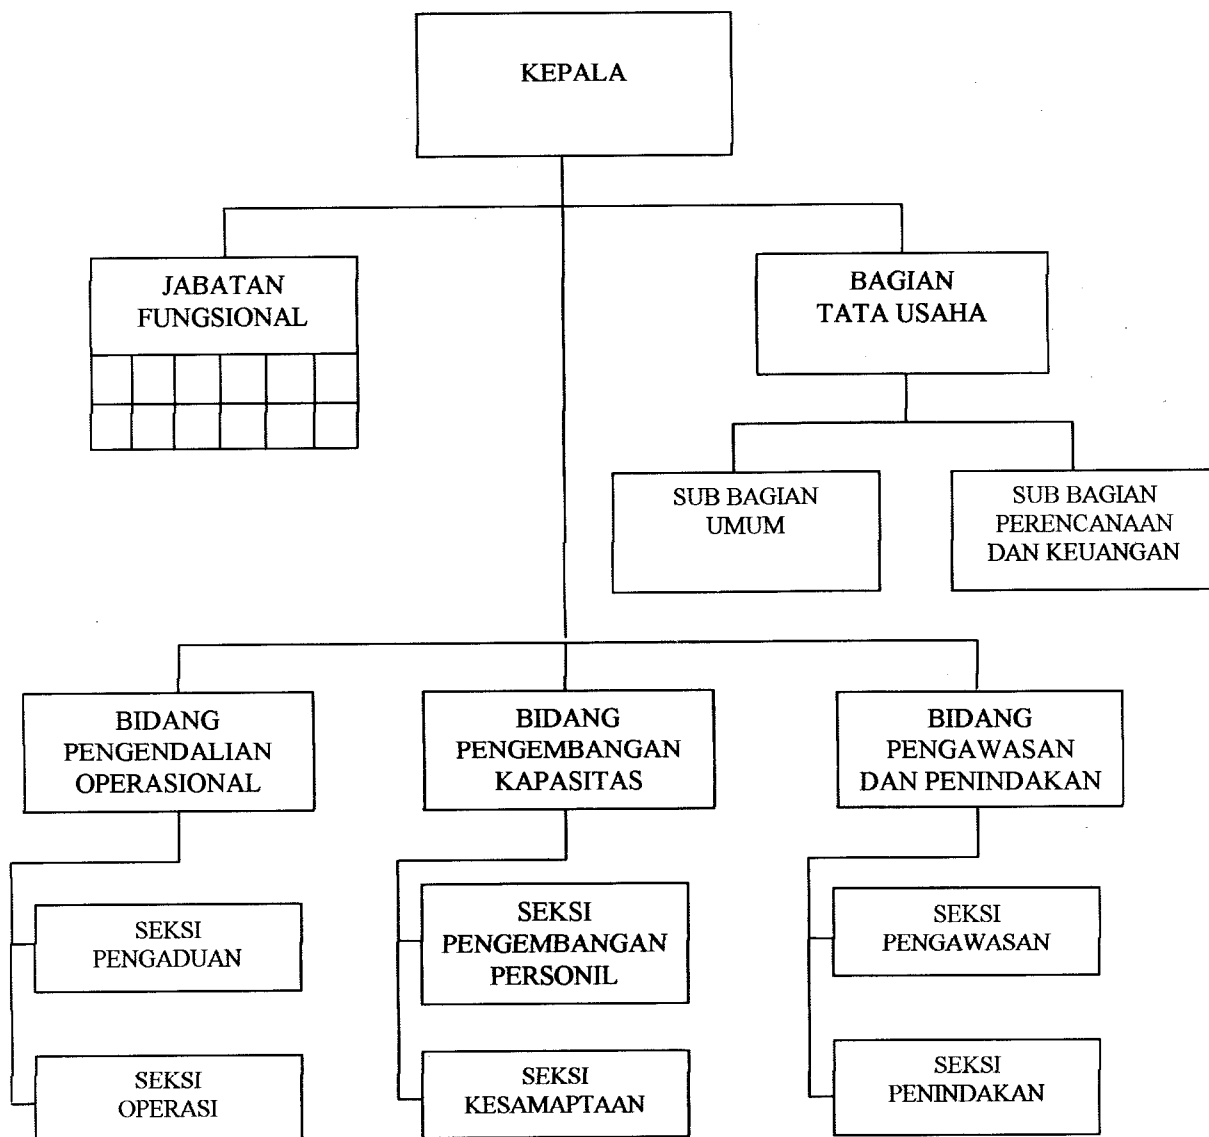 KEPALA
JABATAN
FUNGSIONAL
BAGIAN
TATA USAHA
SUB BAGIAN
UMUM
SUB BAGIAN
PERENCANAAN
DAN KEUANGAN
BIDANG
PENGENDALIAN
OPERASIONAL
BIDANG
PENGEMBANGAN
KAPASITAS
BIDANG
PENGAWASAN
DAN PENINDAKAN
SEKSI
PENGADUAN
SEKSI
PENGEMBANGAN
PERSONIL
SEKSI
PENGAWASAN
SEKSI
OPERASI
SEKSI
KESAMAPTAAN
SEKSI
PENINDAKAN